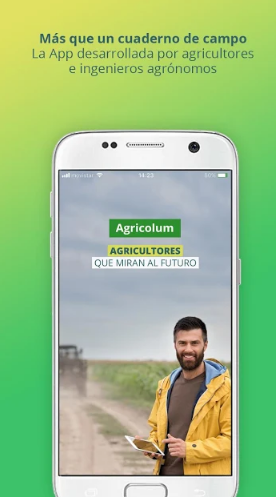 Más que un cuaderno de campo
La App desarrollada por agricultores
e ingenieros agrónomos
14:23
Agricolum
AGRICULTORES
QUE MIRAN AL FUTURO